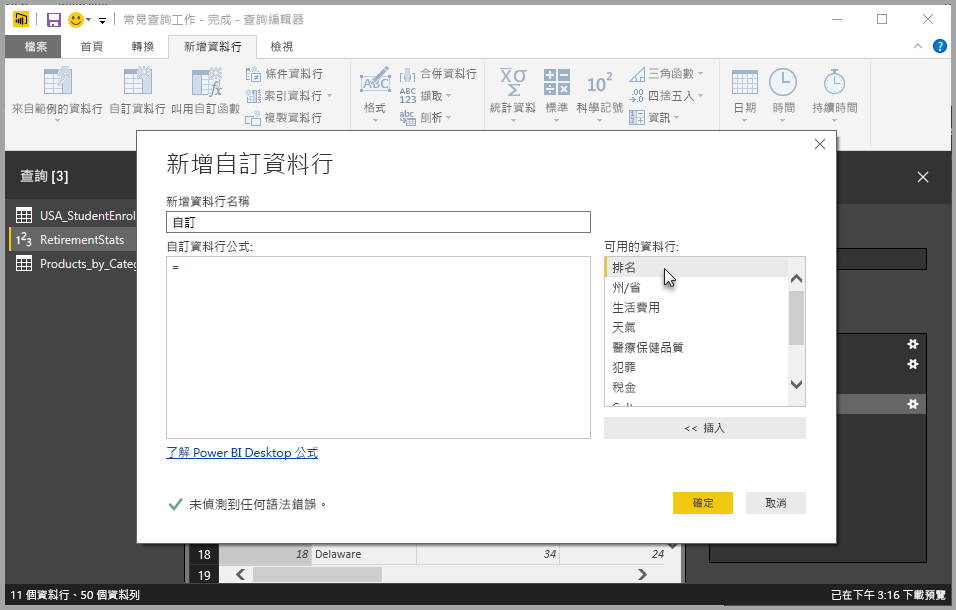 常見查詢工作 - 完成 - 查詢編輯器
檔案 首頁 轉換 新增資料行 檢視
來自範例的資料行 自訂資料行 叫用自訂函數
條件資料行
索引資料行
複製資料行
格式
合併資料行
擷取
剖析
統計資料 標準 科學記號
三角函數
四捨五入
資訊
日期 時間 持續時間
查詢 [3]
USA_StudentEnrol
RetirementStats
Products_by_Categ
新增自訂資料行
新增資料行名稱
自訂
自訂資料行公式:
=
可用的資料行:
排名
州/省
生活費用
天氣
醫療保健品質
犯罪
稅金
<< 插入
了解 Power BI Desktop 公式
未偵測到任何語法錯誤。
確定 取消
18 18 Delaware 34 24
19
11 個資料行、50 個資料列
已在下午 3:16 下載預覽